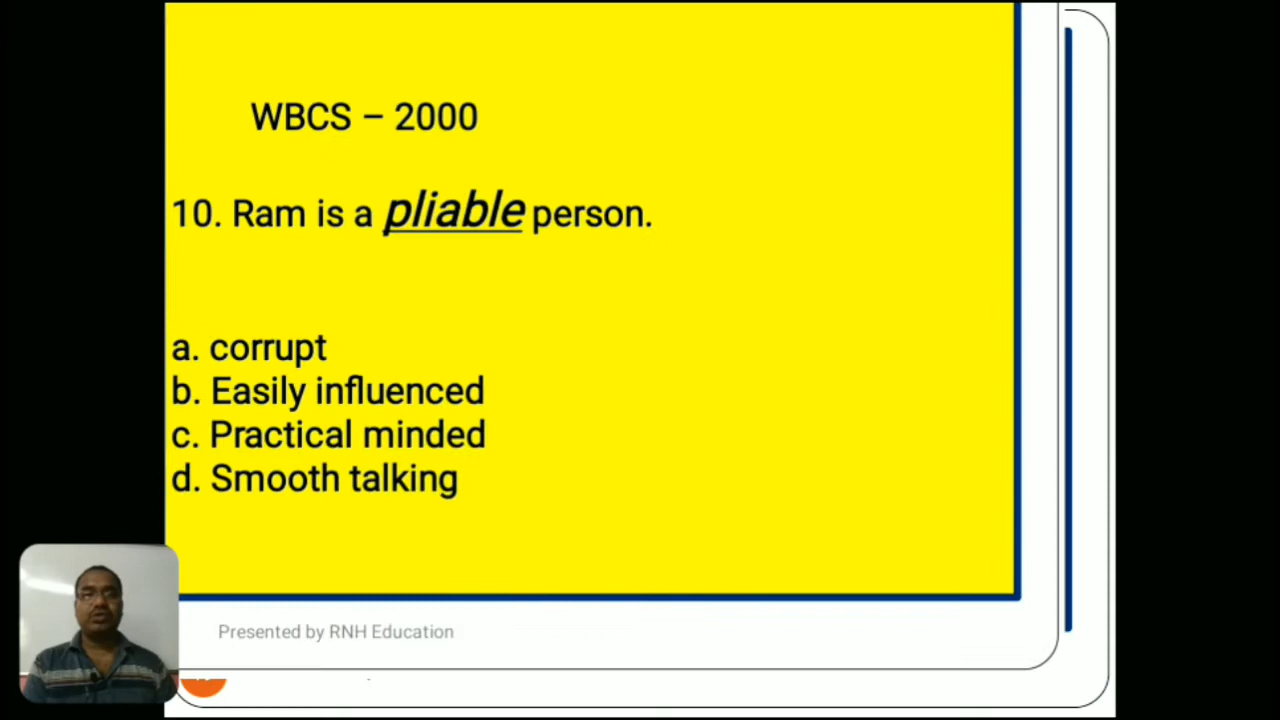 WBCS – 2000
10. Ram is a pliable person.
a. corrupt
b. Easily influenced
c. Practical minded
d. Smooth talking
Presented by RNH Education